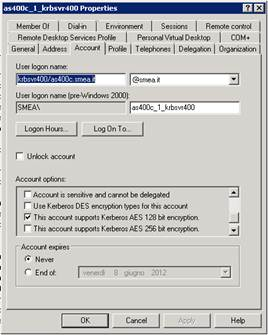 as400c_1_krbsvr400 Properties
Member Of Dial-in Environment Sessions Remote control
Remote Desktop Services Profile Personal Virtual Desktop COM+
General Address Account Profile Telephones Delegation Organization
User logon name:
krbsvr400/as400c.smea.it @smea.it
User logon name (pre-Windows 2000):
SMEA\ as400c_1_krbsvr400
Logon Hours... Log On To...
Unlock account
Account options:
Account is sensitive and cannot be delegated
Use Kerberos DES encryption types for this account
This account supports Kerberos AES 128 bit encryption.
This account supports Kerberos AES 256 bit encryption.
Account expires
Never
End of: venerdì 8 giugno 2012
OK Cancel Apply Help